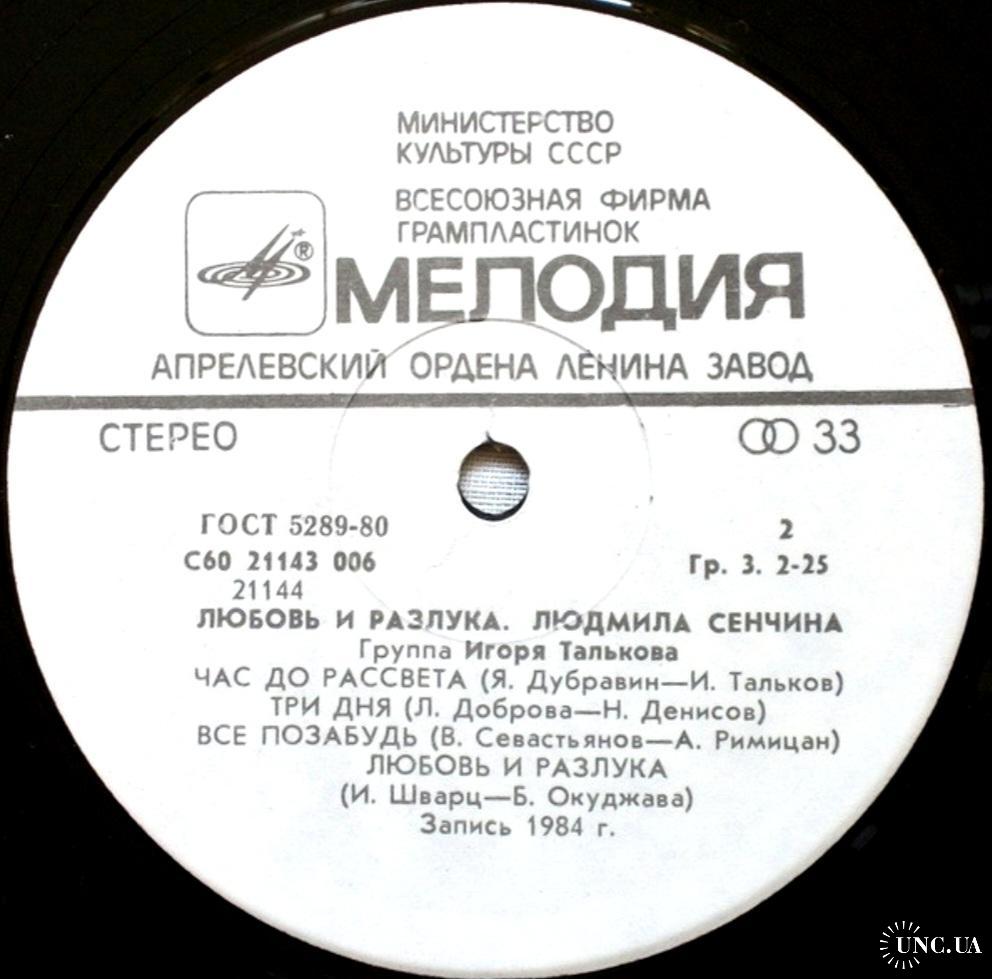 МИНИСТЕРСТВО
КУЛЬТУРЫ СССР
ВСЕСОЮЗНАЯ ФИРМА
ГРАМПЛАСТИНОК
®
МЕЛОДИЯ
АПРЕЛЕВСКИЙ ОРДЕНА ЛЕНИНА ЗАВОД
СТЕРЕО
33
ГОСТ 5289-80
2
С60 21143 006
Гр. 3. 2-25
21144
ЛЮБОВЬ И РАЗЛУКА. ЛЮДМИЛА СЕНЧИНА
Группа Игоря Талькова
ЧАС ДО РАССВЕТА (Я. Дубравин—И. Тальков)
ТРИ ДНЯ (Л. Доброва—Н. Денисов)
ВСЕ ПОЗАБУДЬ (В. Севастьянов—А. Римицан)
ЛЮБОВЬ И РАЗЛУКА
(И. Шварц—Б. Окуджава)
Запись 1984 г.
UNC.UA